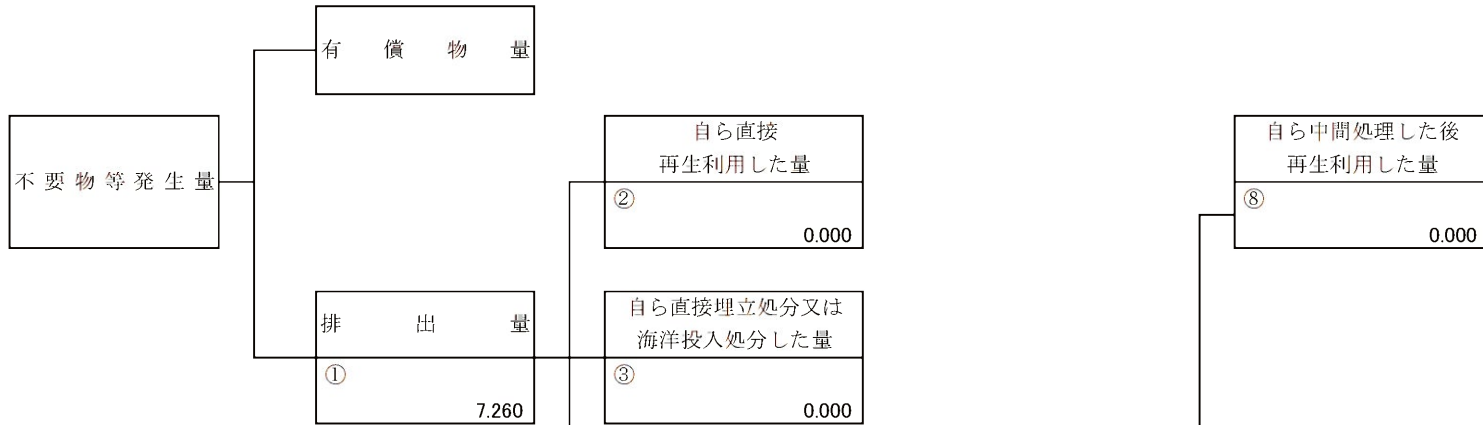 有償物量
不要物等発生量
自ら直接
再生利用した量
②
0.000
自ら中間処理した後
再生利用した量
⑧
0.000
排出量
①
7.260
自ら直接埋立処分又は
海洋投入処分した量
③
0.000